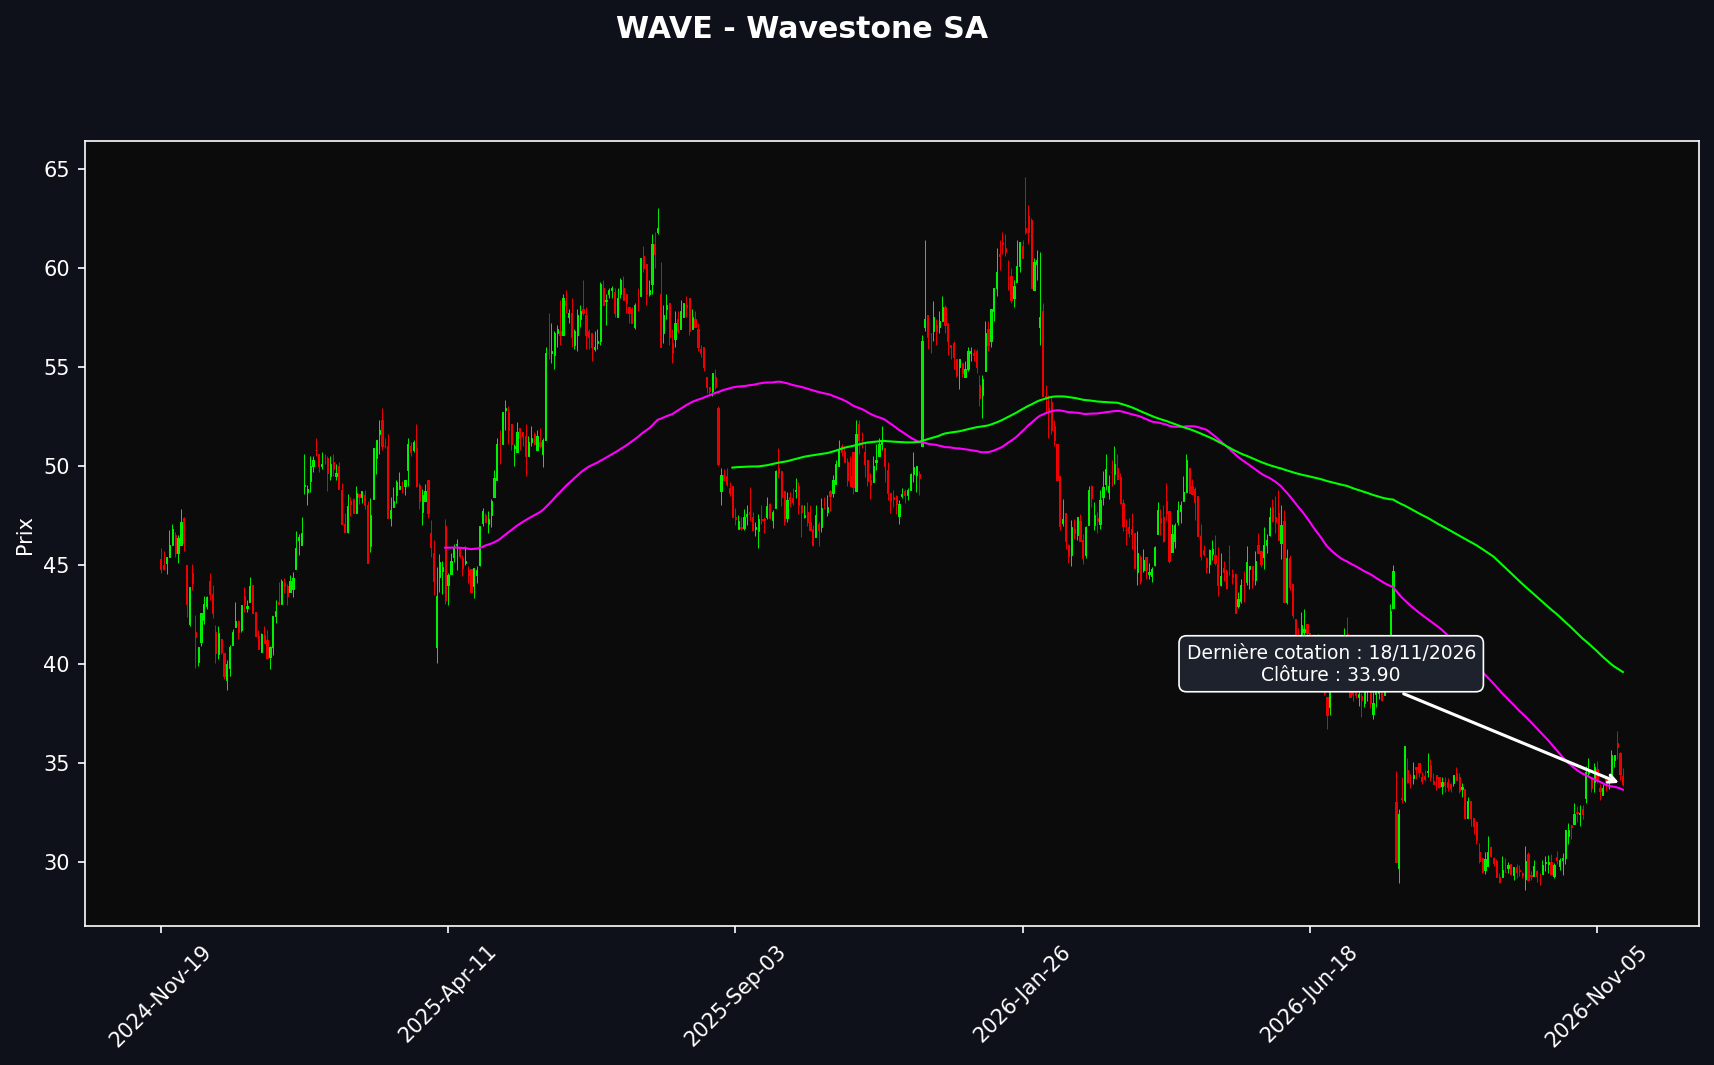 WAVE - Wavestone SA
Prix
65
60
55
50
45
40
35
30
Dernière cotation : 18/11/2026
Clôture : 33.90
2024-Nov-19
2025-Apr-11
2025-Sep-03
2026-Jan-26
2026-Jun-18
2026-Nov-05